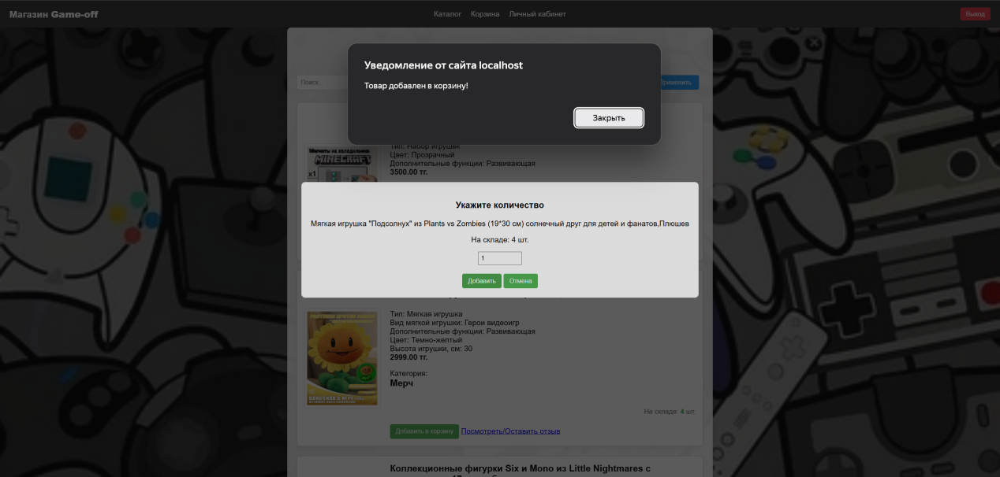 Магазин Game-off
Каталог Корзина Личный кабинет
Выход
Уведомление от сайта localhost
Товар добавлен в корзину!
Закрыть
Поиск..
Применить
Тип: Набор игрушек
Цвет: Прозрачный
Дополнительные функции: Развивающая
3500.00 тг.
Магниты на холодильник
MINECRAFT
x1
Укажите количество
Мягкая игрушка "Подсолнух" из Plants vs Zombies (19*30 см) солнечный друг для детей и фанатов,Плюшев
На складе: 4 шт.
1
Добавить Отмена
Тип: Мягкая игрушка
Вид мягкой игрушки: Герои видеоигр
Дополнительные функции: Развивающая
Цвет: Темно-желтый
Высота игрушки, см: 30
2999.00 тг.
Категория:
Мерч
На складе: 4 шт.
Добавить в корзину Посмотреть/Оставить отзыв
Коллекционные фигурки Six и Mono из Little Nightmares с